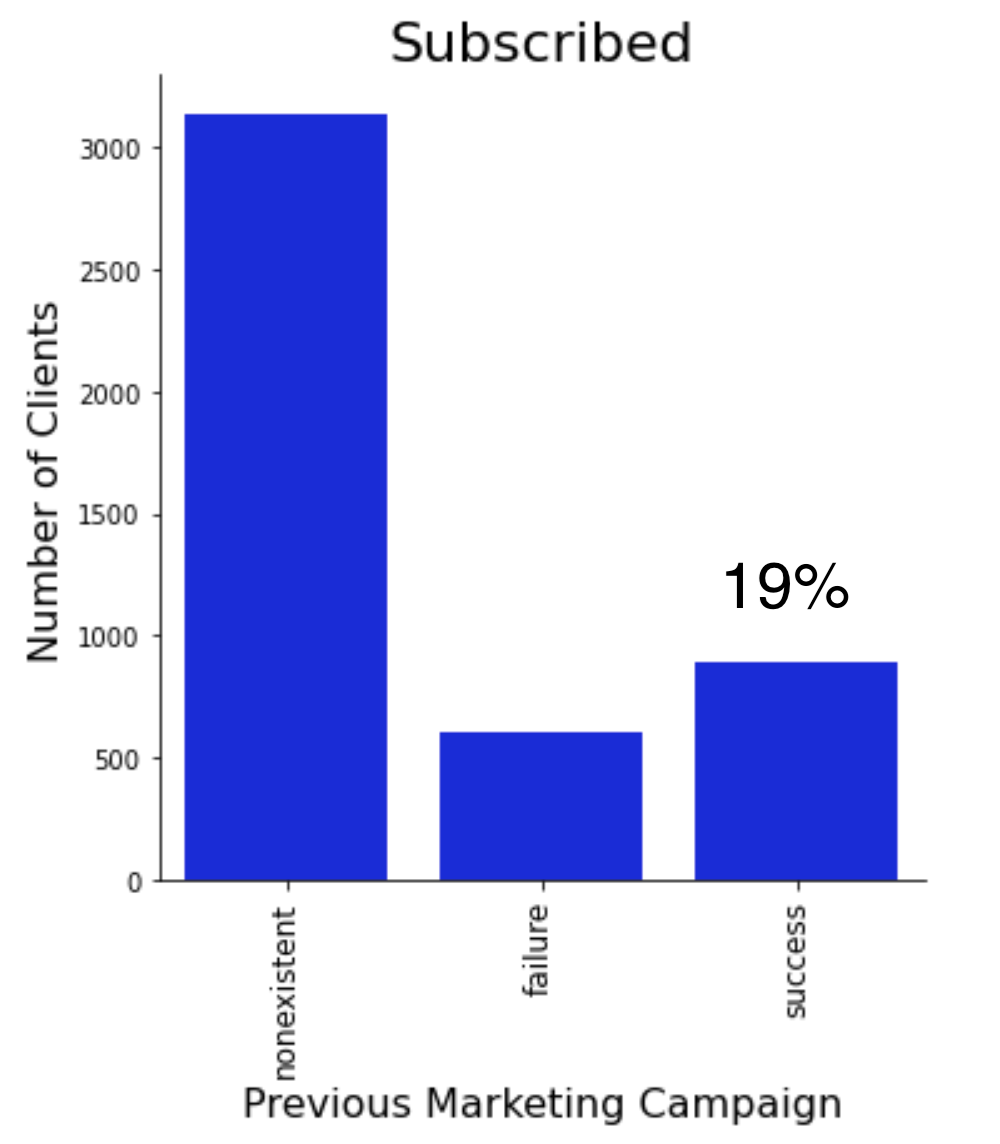 Subscribed
Number of Clients
3000
2500
2000
1500
1000
500
0
19%
nonexistent
failure
success
Previous Marketing Campaign